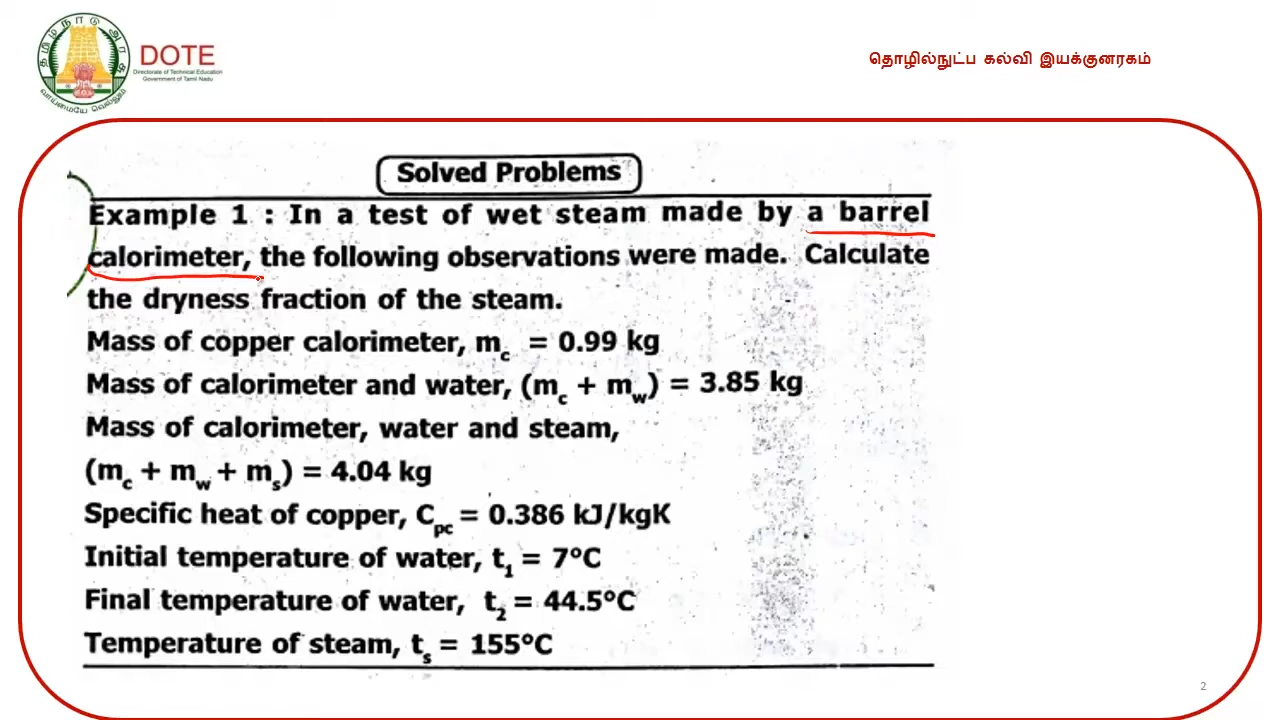 தமிழ்நாடு அரசு
வாய்மையே வெல்லும்
DOTE
Directorate of Technical Education
Government of Tamil Nadu
தொழில்நுட்ப கல்வி இயக்குனரகம்
Solved Problems
Example 1 : In a test of wet steam made by a barrel
calorimeter, the following observations were made. Calculate
the dryness fraction of the steam.
Mass of copper calorimeter, mc = 0.99 kg
Mass of calorimeter and water, (mc + mw) = 3.85 kg
Mass of calorimeter, water and steam,
(mc + mw + ms) = 4.04 kg
Specific heat of copper, Cpc = 0.386 kJ/kgK
Initial temperature of water, t1 = 7°C
Final temperature of water, t2 = 44.5°C
Temperature of steam, ts = 155°C
2